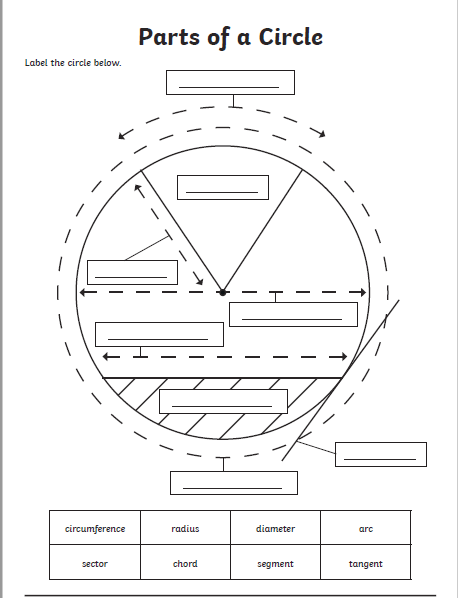 Parts of a Circle
Label the circle below.
circumference radius diameter arc
sector chord segment tangent